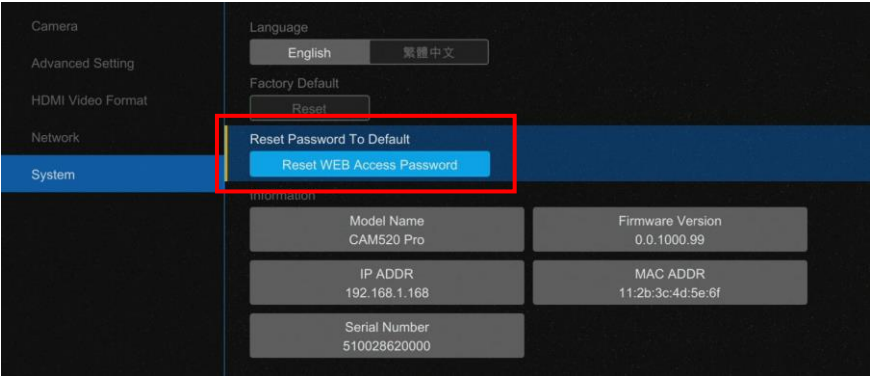 Camera
Advanced Setting
HDMI Video Format
Network
System
Language
English 繁體中文
Factory Default
Reset
Reset Password To Default
Reset WEB Access Password
Information
Model Name
CAM520 Pro
Firmware Version
0.0.1000.99
IP ADDR
192.168.1.168
MAC ADDR
11:2b:3c:4d:5e:6f
Serial Number
510028620000